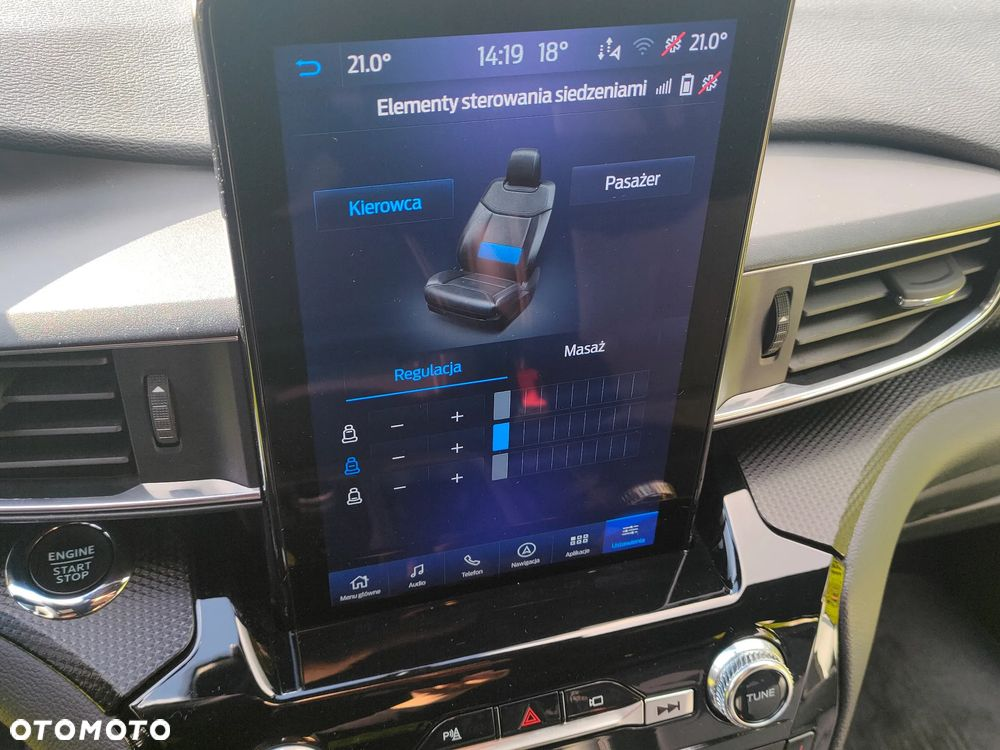 21.0° 14:19 18° 21.0°
Elementy sterowania siedzeniami
Kierowca
Pasażer
Regulacja
Masaż
− +
− +
− +
Menu główne
Audio
Telefon
Nawigacja
Aplikacje
Ustawienia
ENGINE
START
STOP
TUNE
OTOMOTO